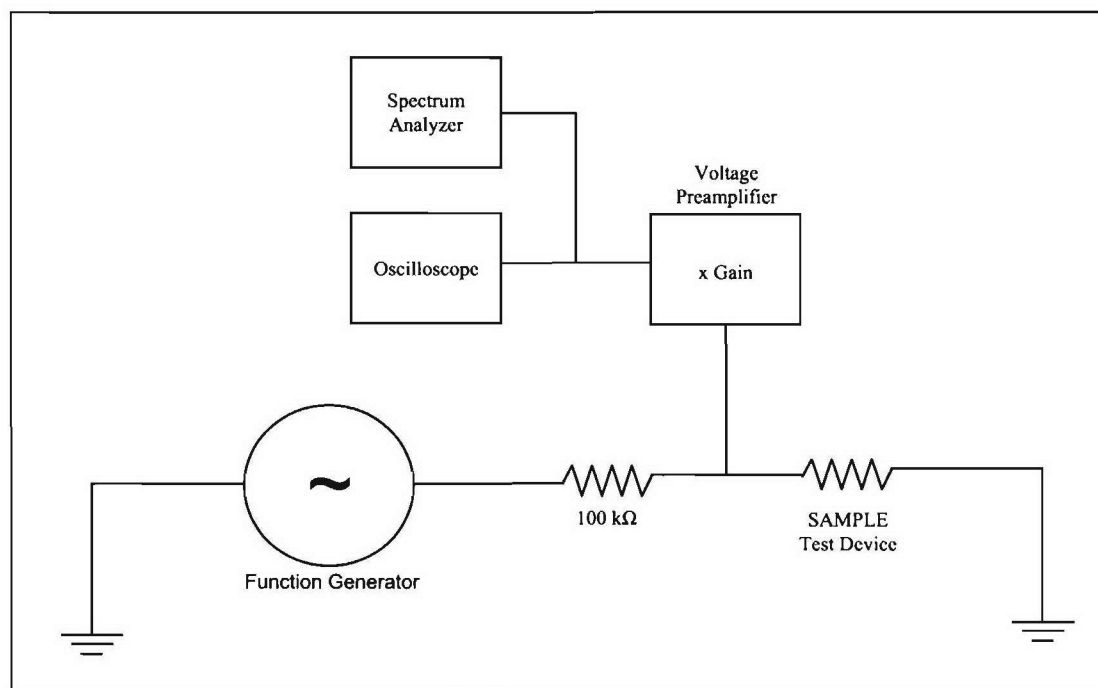 Spectrum
Analyzer
Voltage
Preamplifier
Oscilloscope
x Gain
~
100 kΩ
SAMPLE
Test Device
Function Generator